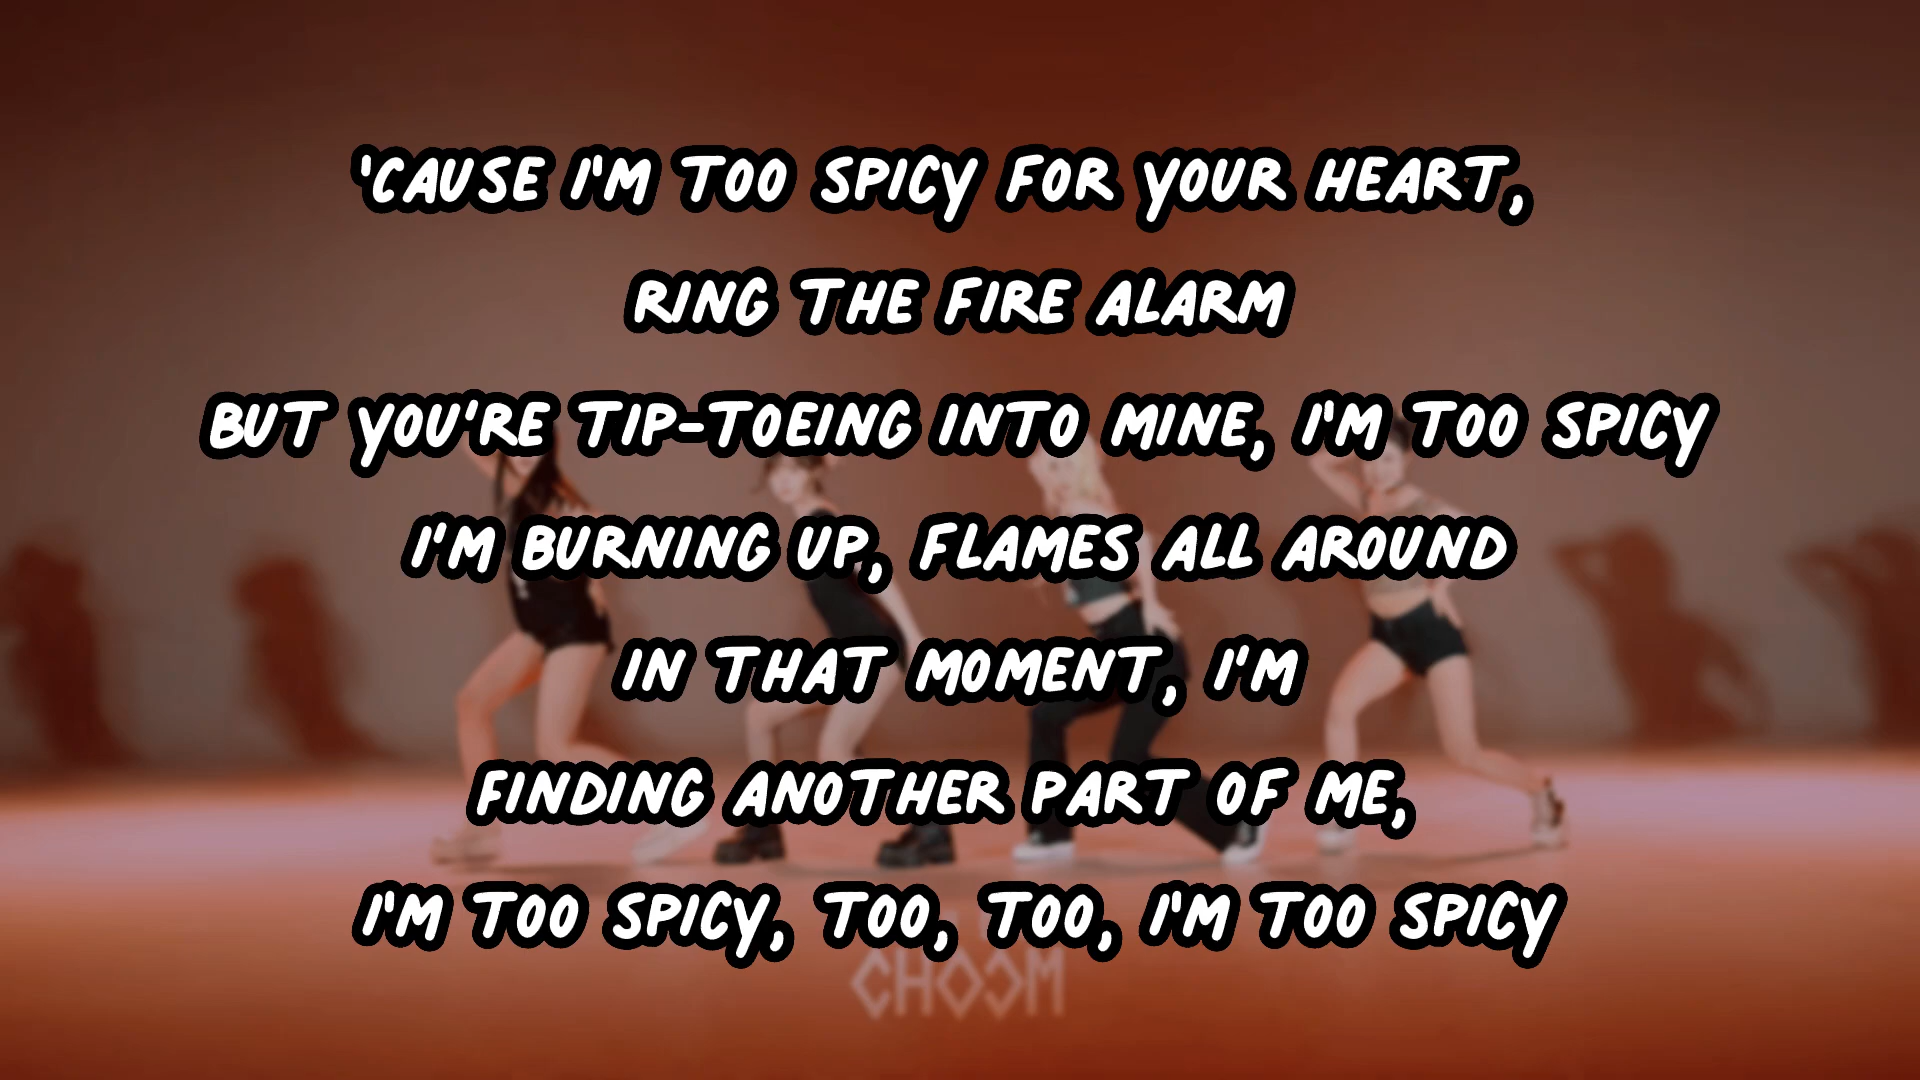 'CAUSE I'M TOO SPICY FOR YOUR HEART,
RING THE FIRE ALARM
BUT YOU'RE TIP-TOEING INTO MINE, I'M TOO SPICY
I'M BURNING UP, FLAMES ALL AROUND
IN THAT MOMENT, I'M
FINDING ANOTHER PART OF ME,
I'M TOO SPICY, TOO, TOO, I'M TOO SPICY
CHOOM